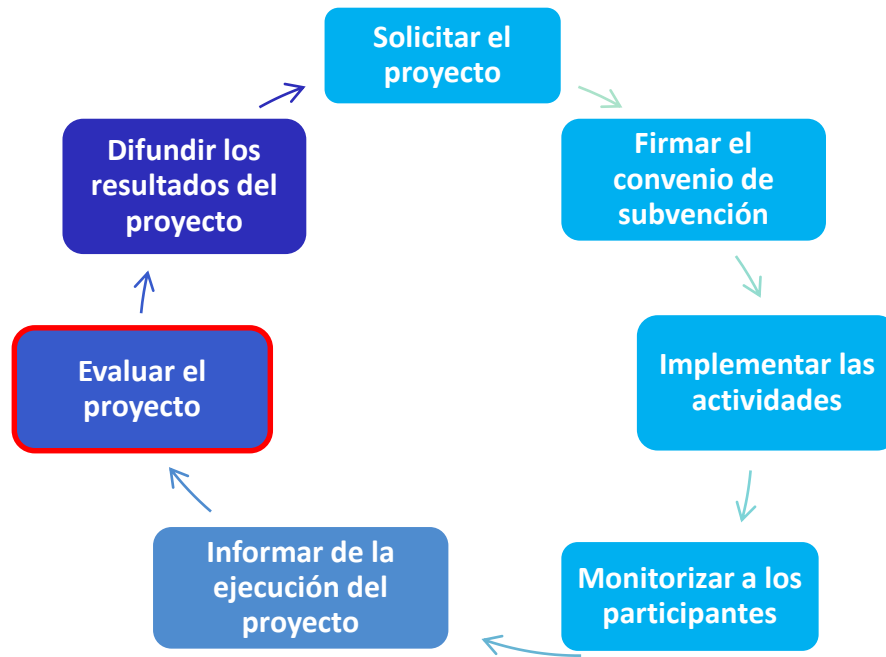 Solicitar el
proyecto
Firmar el
convenio de
subvención
Implementar las
actividades
Monitorizar a los
participantes
Informar de la
ejecución del
proyecto
Evaluar el
proyecto
Difundir los
resultados del
proyecto